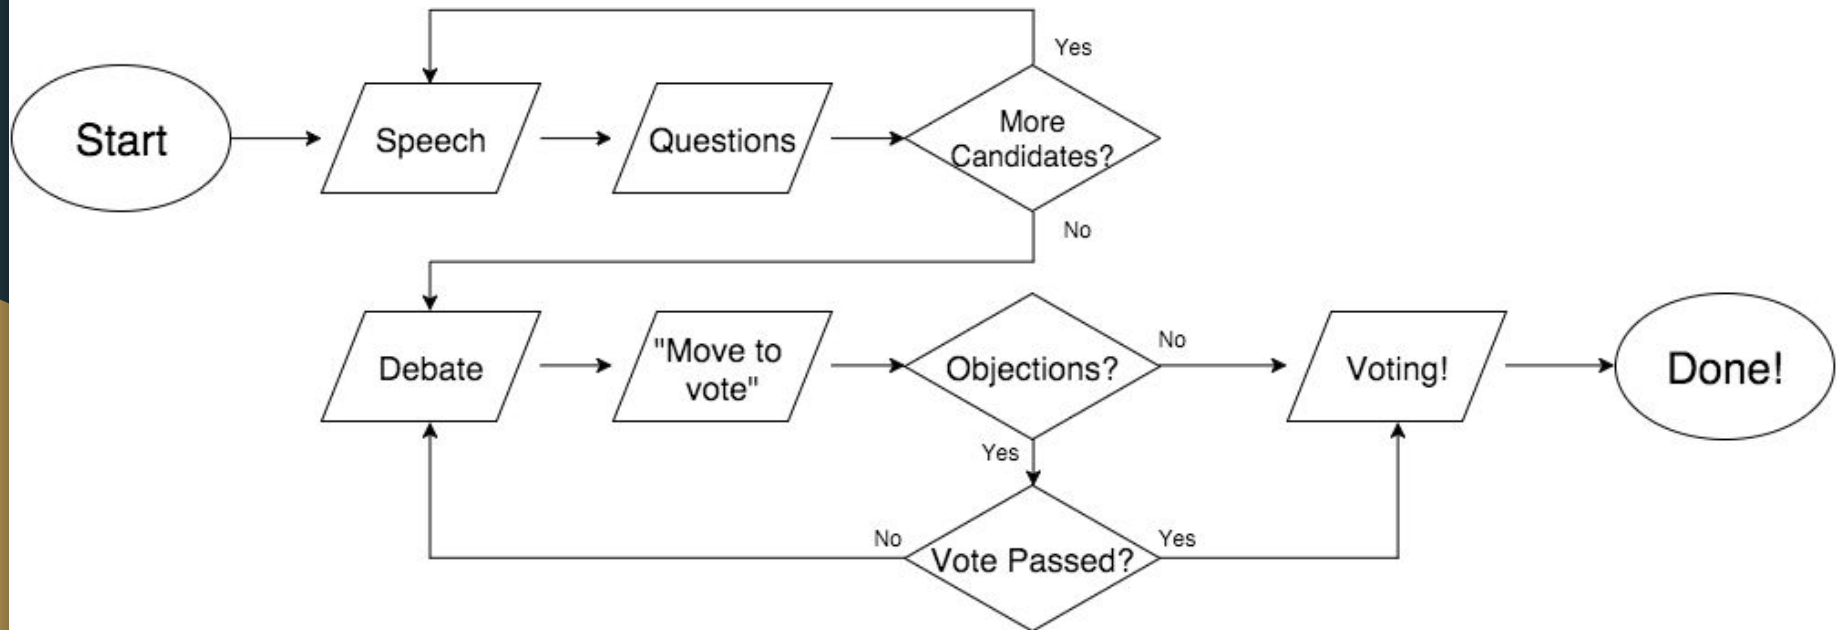 Start
Speech
Questions
More
Candidates?
Yes
No
Debate
"Move to
vote"
Objections?
No
Yes
Voting!
Done!
Vote Passed?
No
Yes